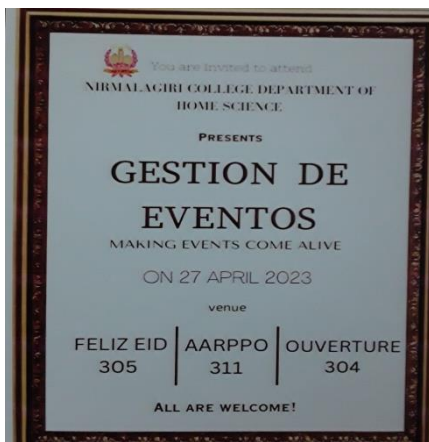 You are invited to attend
NIRMALAGIRI COLLEGE DEPARTMENT OF
HOME SCIENCE
PRESENTS
GESTION DE
EVENTOS
MAKING EVENTS COME ALIVE
ON 27 APRIL 2023
venue
FELIZ EID AARPPO OUVERTURE
305 311 304
ALL ARE WELCOME!